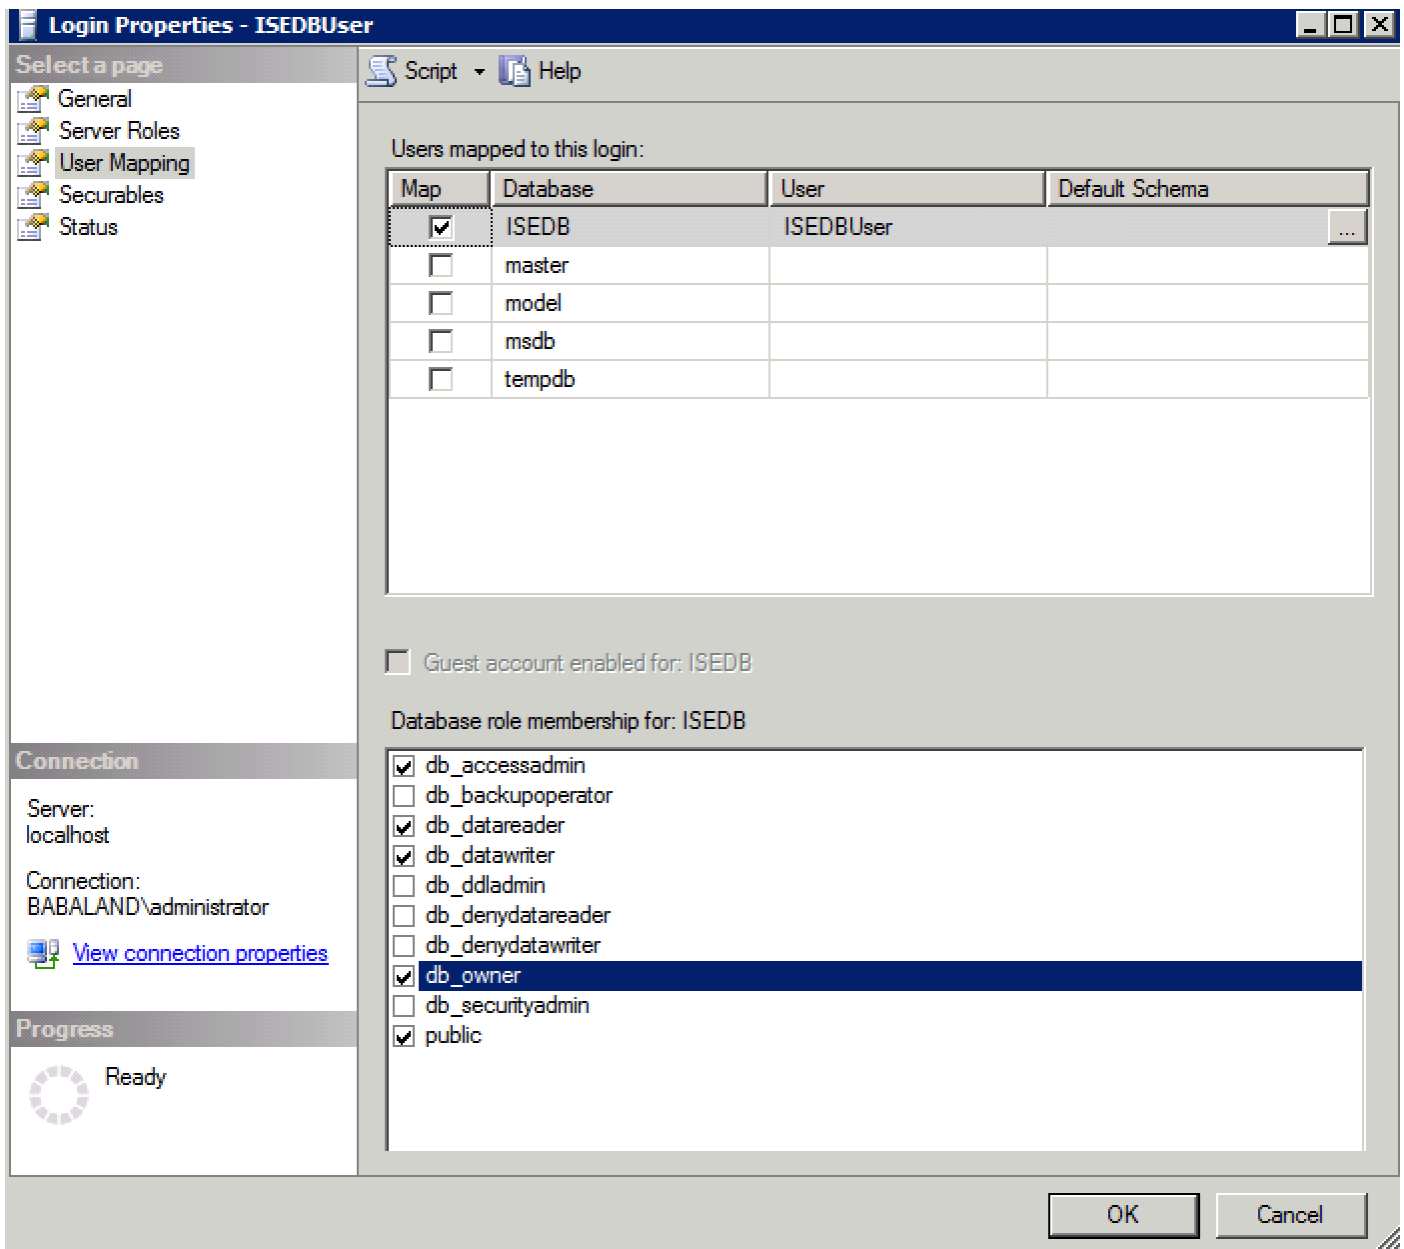 Login Properties - ISEDBUser
Select a page
General
Server Roles
User Mapping
Securables
Status
Script
Help
Users mapped to this login:
Map Database User Default Schema
ISEDB ISEDBUser ...
master
model
msdb
tempdb
Guest account enabled for: ISEDB
Database role membership for: ISEDB
db_accessadmin
db_backupoperator
db_datareader
db_datawriter
db_ddladmin
db_denydatareader
db_denydatawriter
db_owner
db_securityadmin
public
Connection
Server:
localhost
Connection:
BABALAND\administrator
View connection properties
Progress
Ready
OK
Cancel